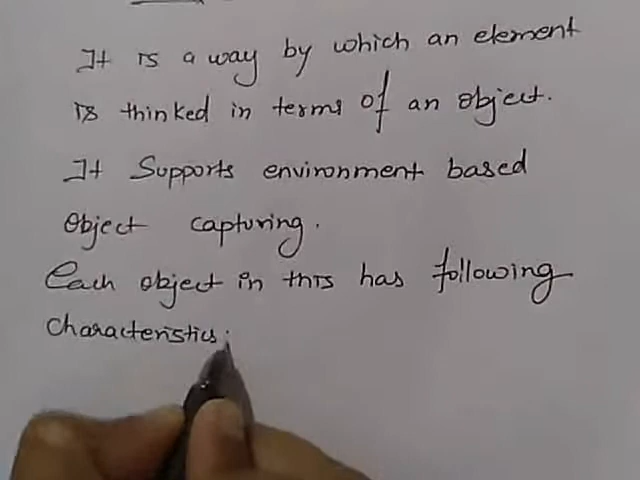 It is a way by which an element
is thinked in terms of an object.
It Supports environment based
object capturing.
Each object in this has following
characteristics: